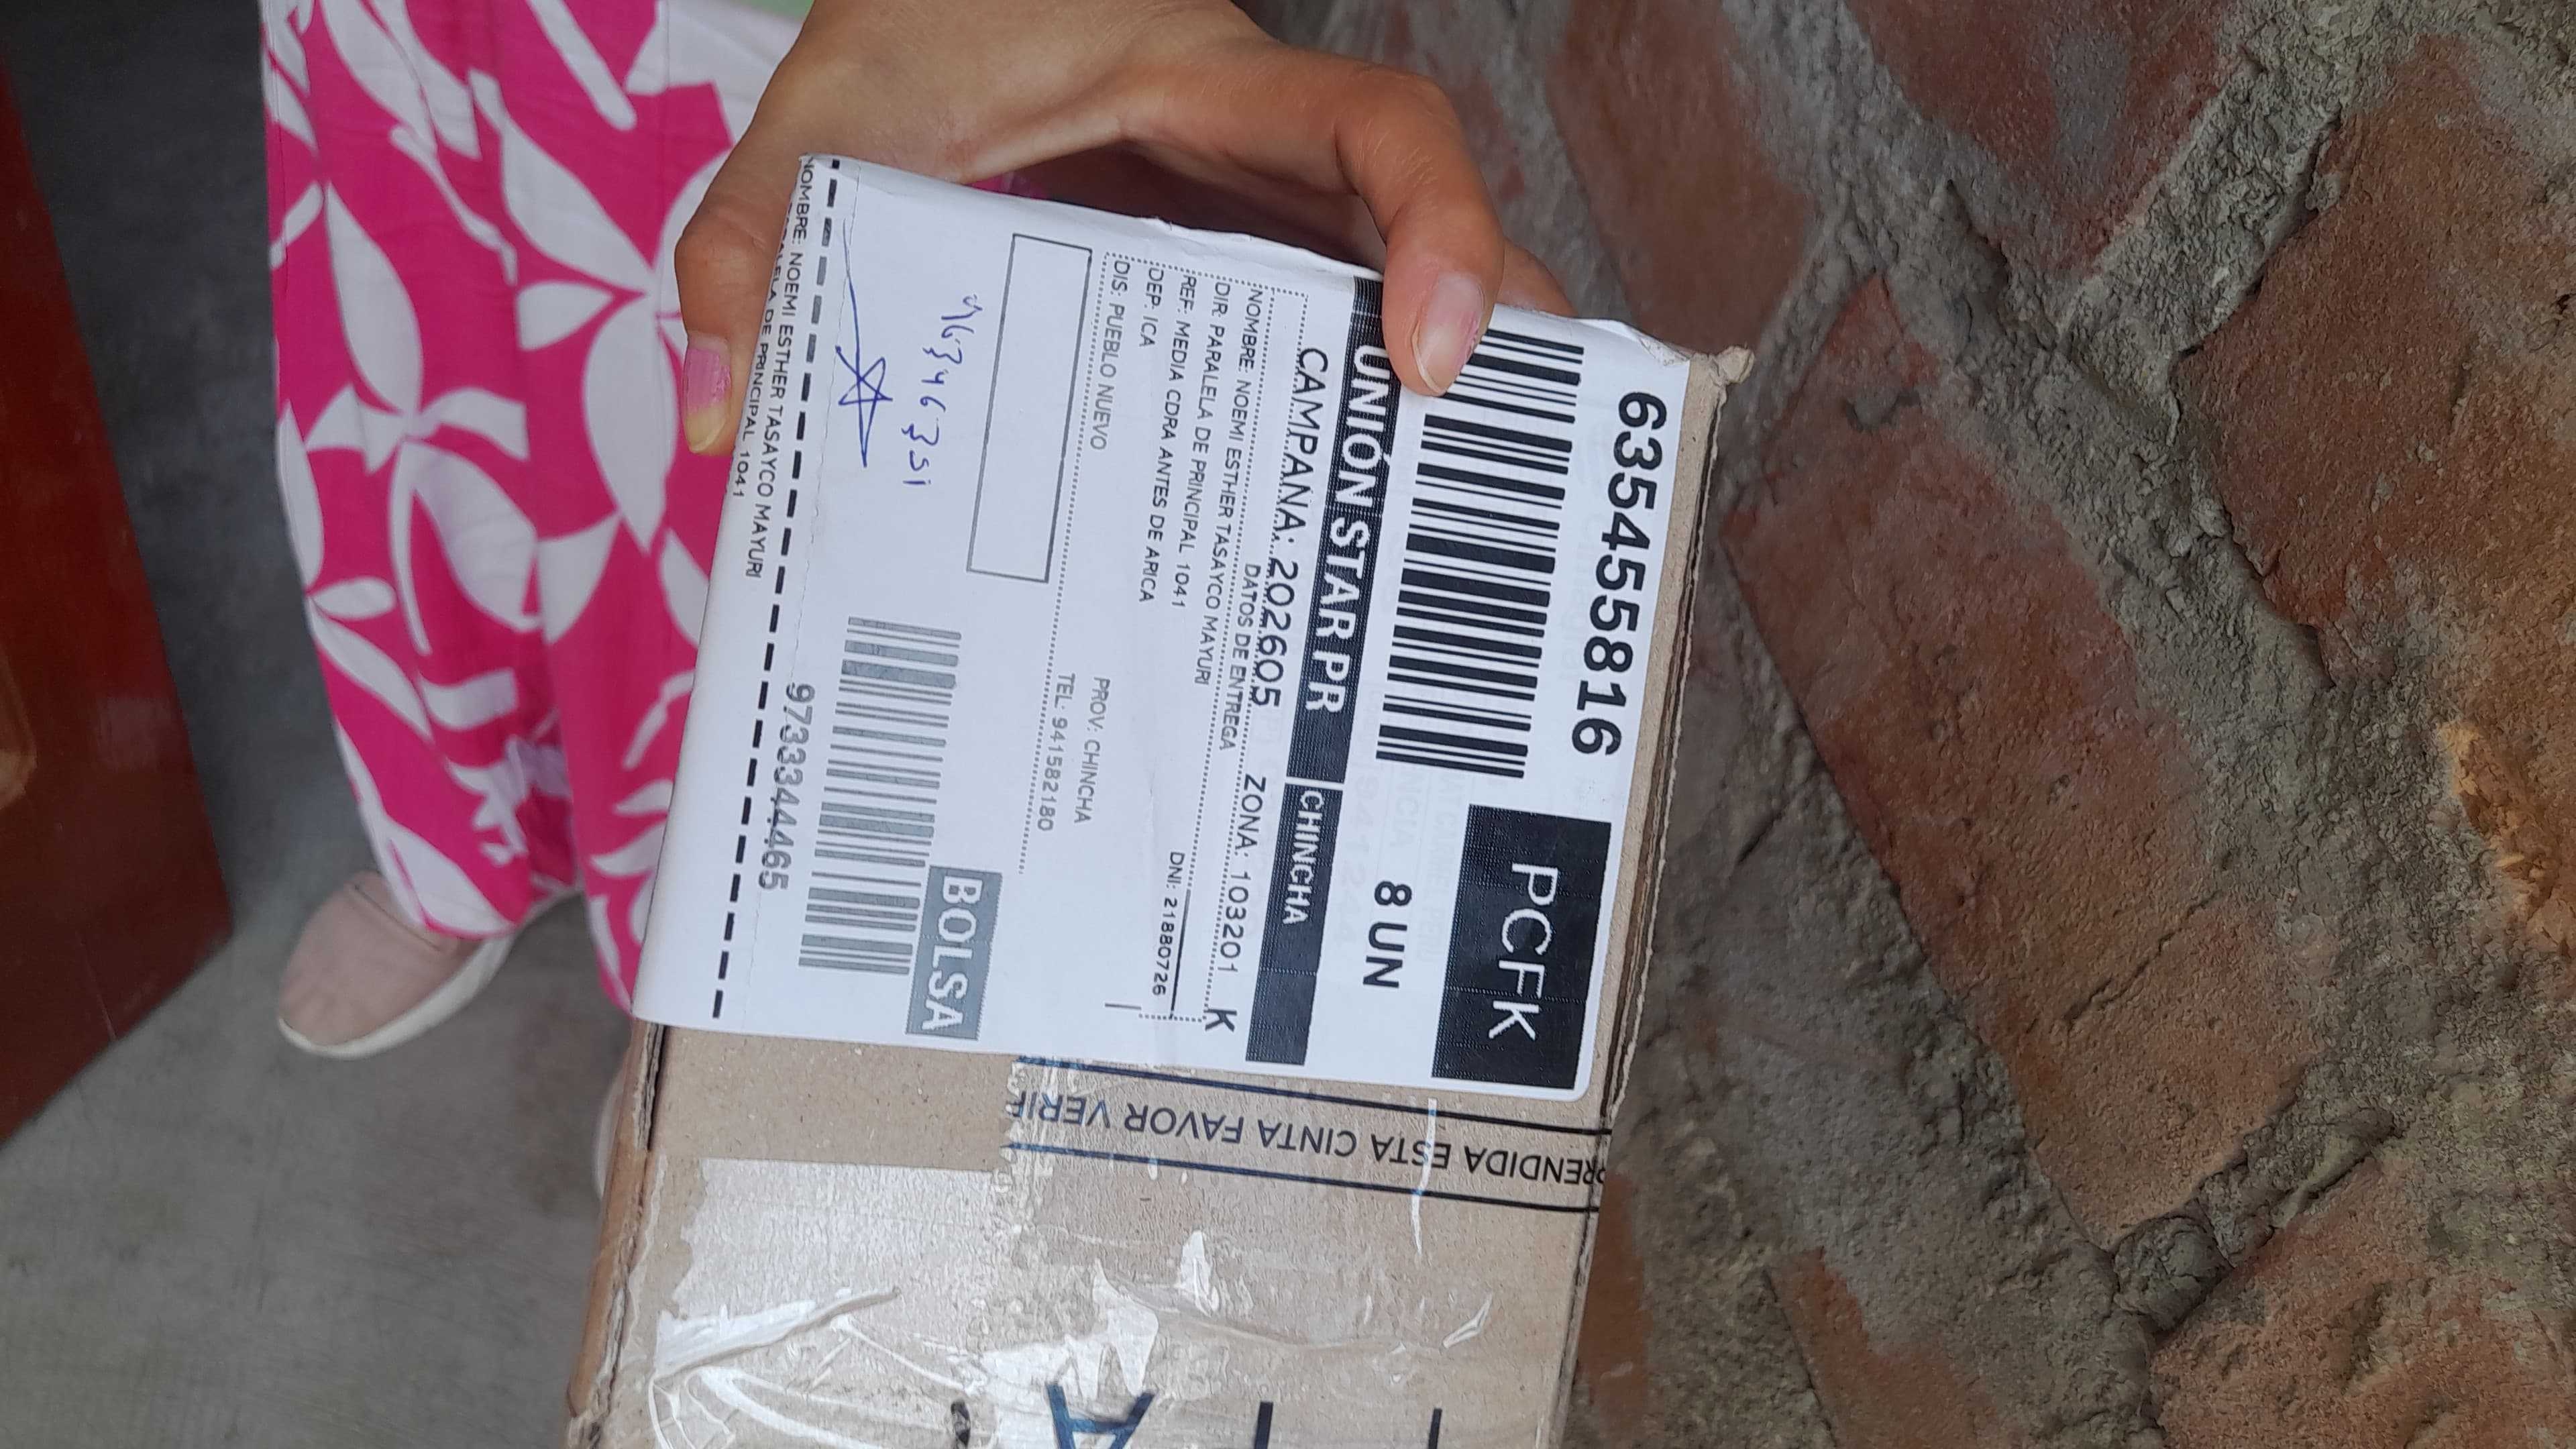 6354555816
PCFK
8 UN
UNIÓN STAR PR CHINCHA
CAMPAÑA: 202605 ZONA: 103201 K
DATOS DE ENTREGA
NOMBRE: NOEMI ESTHER TASAYCO MAYURI
DIR: PARALELA DE PRINCIPAL 1041
REF: MEDIA CDRA ANTES DE ARICA DNI: 21880726
DEP: ICA
DIS: PUEBLO NUEVO PROV: CHINCHA
TEL: 941582180
BOLSA
96346351
97333444465
NOMBRE: NOEMI ESTHER TASAYCO MAYURI
DE PRINCIPAL 1041
RENDIDA ESTA CINTA FAVOR VERIF